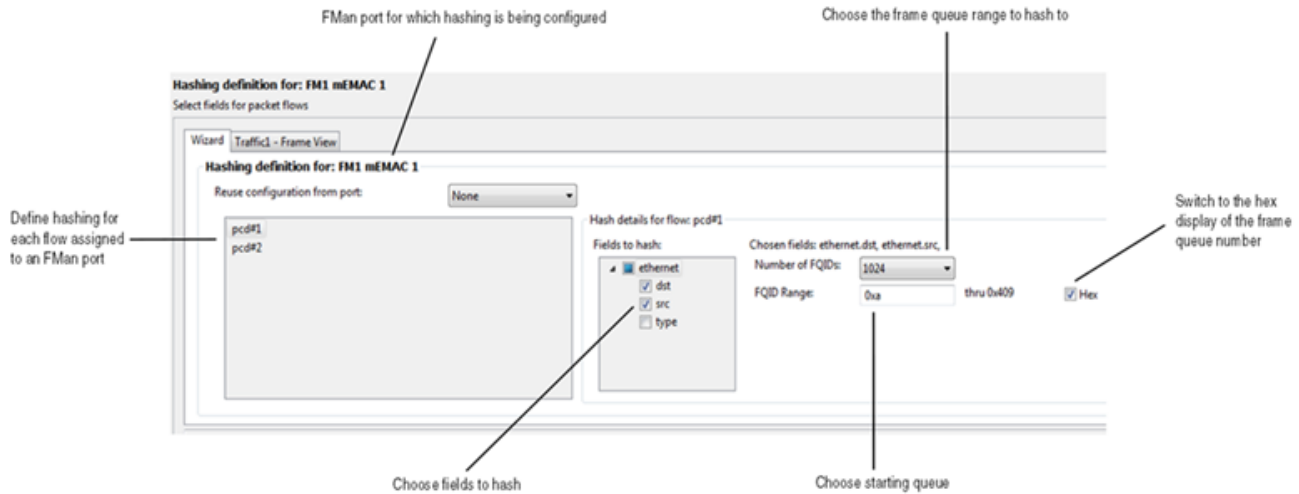 FMan port for which hashing is being configured
Choose the frame queue range to hash to
Hashing definition for: FM1 mEMAC 1
Select fields for packet flows
Wizard
Traffic1 - Frame View
Hashing definition for: FM1 mEMAC 1
Reuse configuration from port:
None
Define hashing for
each flow assigned
to an FMan port
pcd#1
pcd#2
Hash details for flow: pcd#1
Fields to hash:
ethernet
dst
src
type
Chosen fields: ethernet.dst, ethernet.src,
Number of FQIDs:
1024
FQID Range:
0xa
thru 0x409
Hex
Switch to the hex
display of the frame
queue number
Choose fields to hash
Choose starting queue